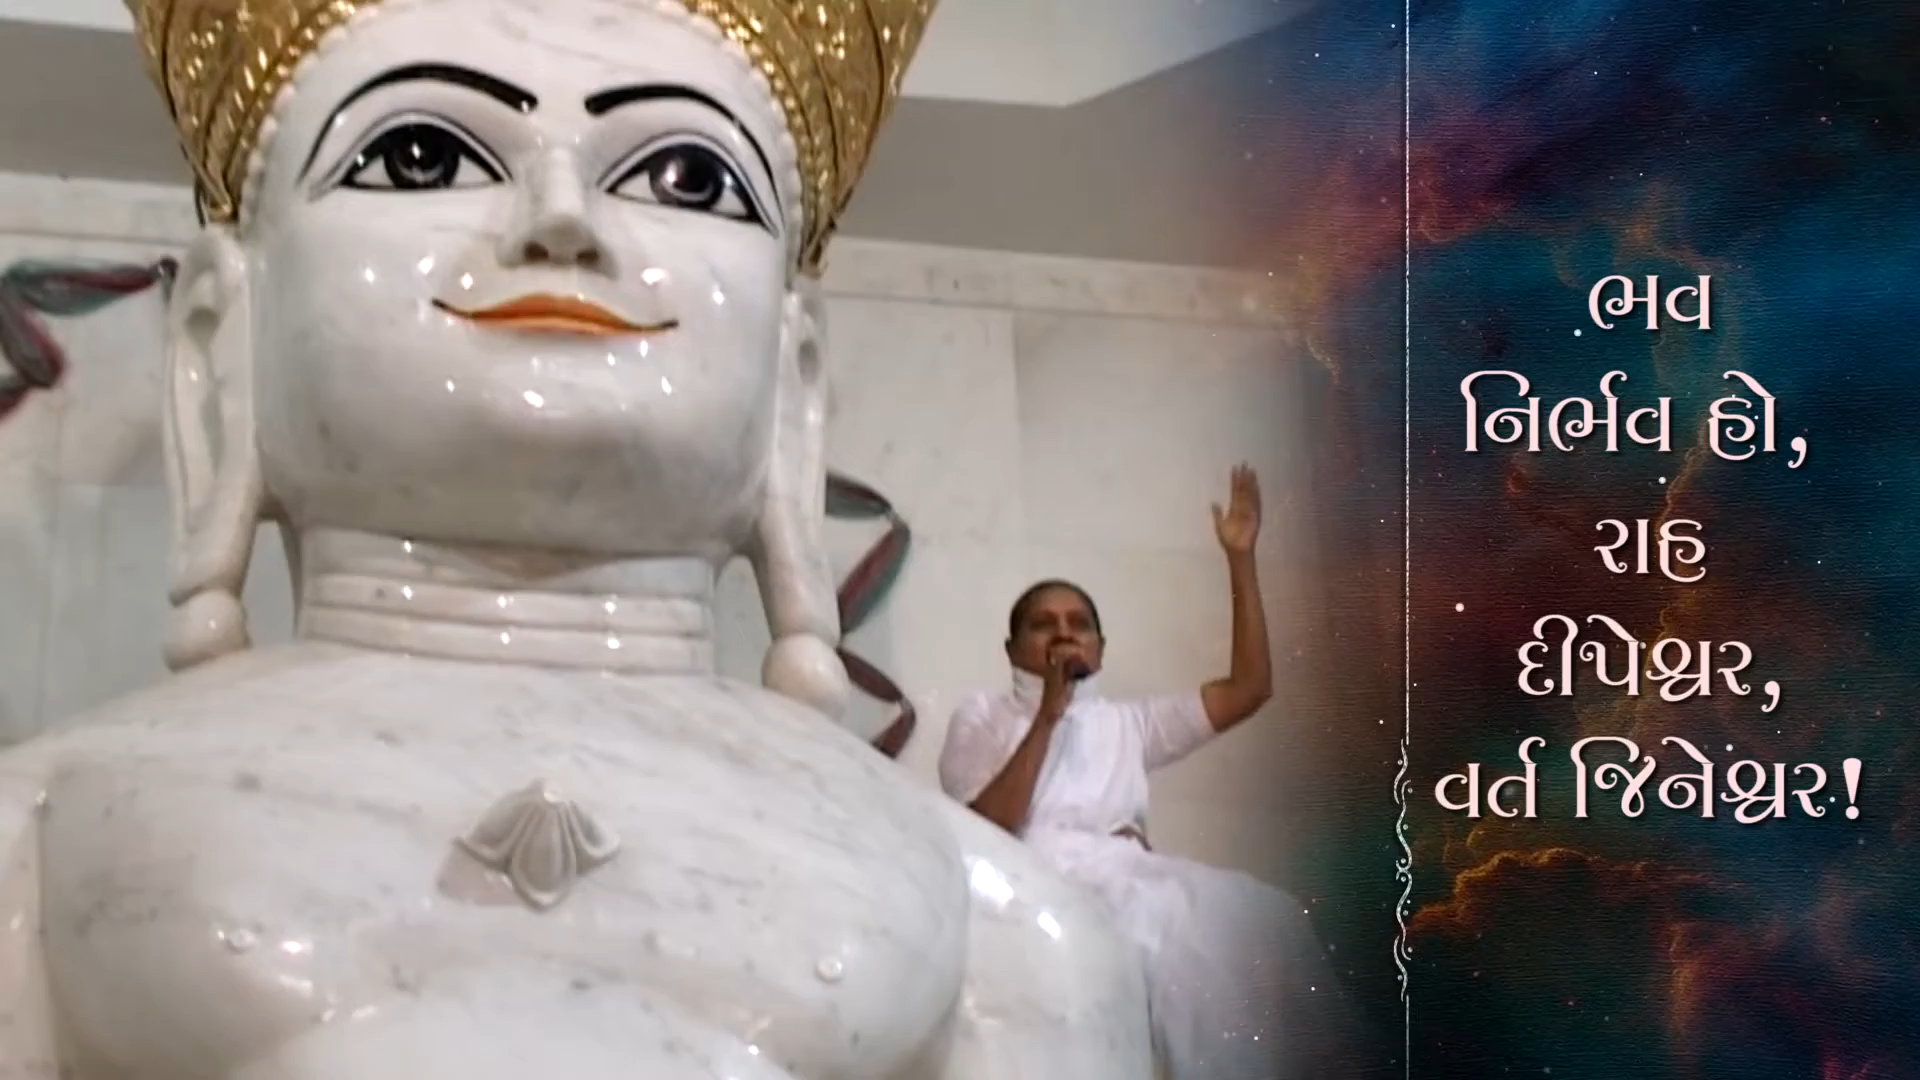 ભવ
નિર્ભવ હો,
રાહ
દીપેશ્વર,
વર્ત જિનેશ્વર!